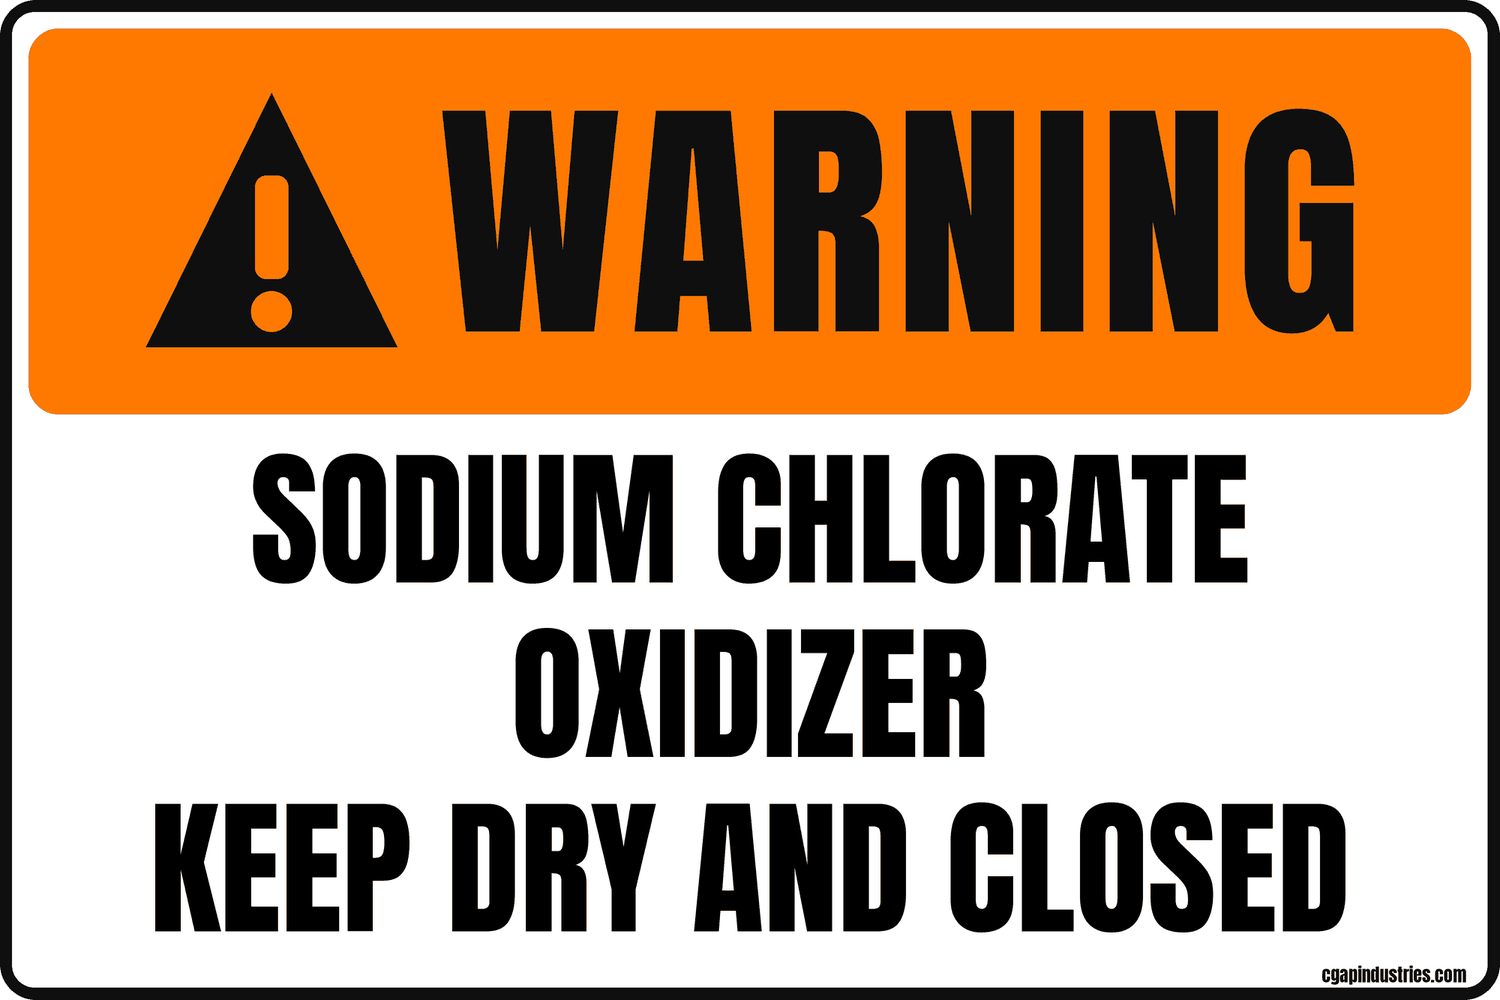 WARNING
SODIUM CHLORATE
OXIDIZER
KEEP DRY AND CLOSED
cgapindustries.com